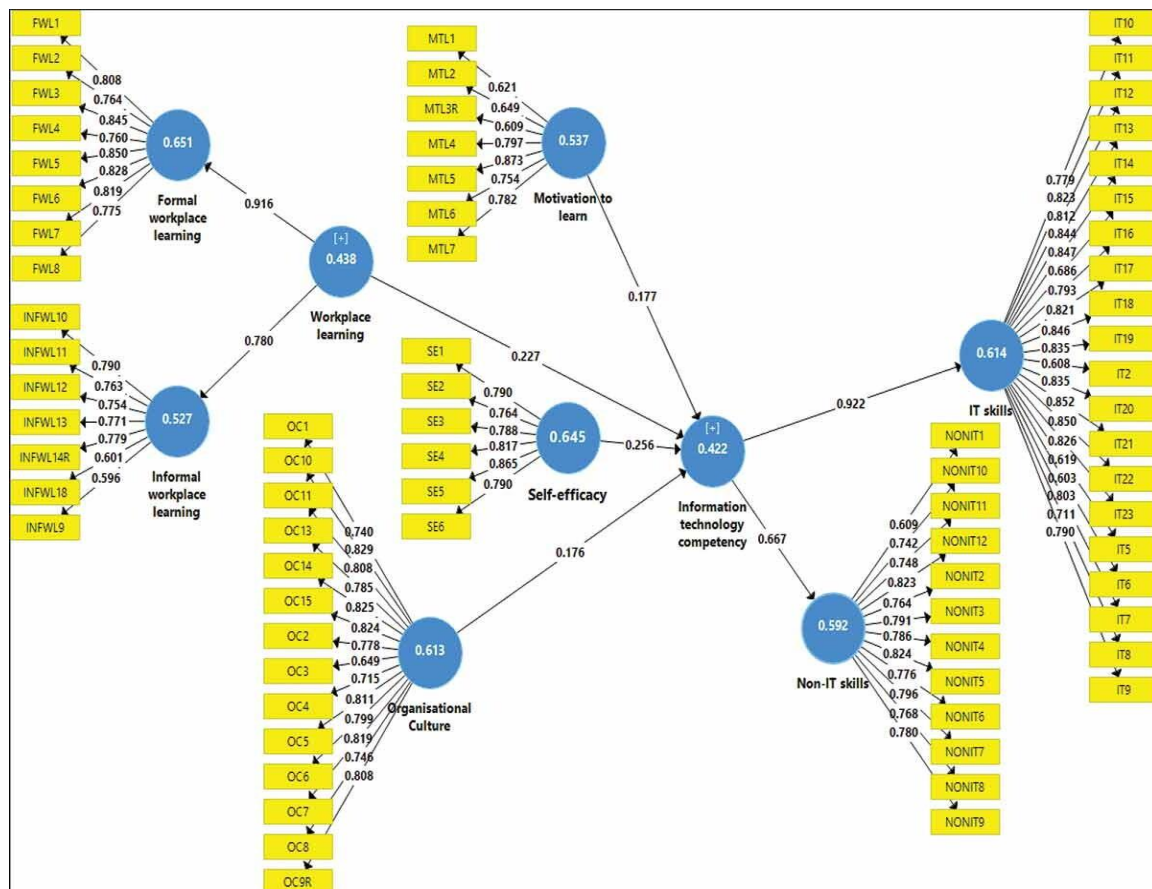 FWL1
FWL2
FWL3
FWL4
FWL5
FWL6
FWL7
FWL8
0.808
0.764
0.845
0.760
0.850
0.828
0.819
0.775
0.651
Formal
workplace
learning
0.916
INFWL10
INFWL11
INFWL12
INFWL13
INFWL14R
INFWL18
INFWL9
0.790
0.763
0.754
0.771
0.779
0.601
0.596
0.527
Informal
workplace
learning
0.780
[+]
0.438
Workplace
learning
0.227
MTL1
MTL2
MTL3R
MTL4
MTL5
MTL6
MTL7
0.621
0.649
0.609
0.797
0.873
0.754
0.782
0.537
Motivation to
learn
0.177
SE1
SE2
SE3
SE4
SE5
SE6
0.790
0.764
0.788
0.817
0.865
0.790
0.645
Self-efficacy
0.256
OC1
OC10
OC11
OC13
OC14
OC15
OC2
OC3
OC4
OC5
OC6
OC7
OC8
OC9R
0.740
0.829
0.808
0.785
0.825
0.824
0.778
0.649
0.715
0.811
0.799
0.819
0.746
0.808
0.613
Organisational
Culture
0.176
[+]
0.422
Information
technology
competency
0.922
0.667
0.614
IT skills
0.779
0.823
0.812
0.844
0.847
0.686
0.793
0.821
0.846
0.835
0.608
0.835
0.852
0.850
0.826
0.619
0.603
0.803
0.711
0.790
IT10
IT11
IT12
IT13
IT14
IT15
IT16
IT17
IT18
IT19
IT2
IT20
IT21
IT22
IT23
IT5
IT6
IT7
IT8
IT9
0.592
Non-IT skills
0.609
0.742
0.748
0.823
0.764
0.791
0.786
0.824
0.776
0.796
0.768
0.780
NONIT1
NONIT10
NONIT11
NONIT12
NONIT2
NONIT3
NONIT4
NONIT5
NONIT6
NONIT7
NONIT8
NONIT9